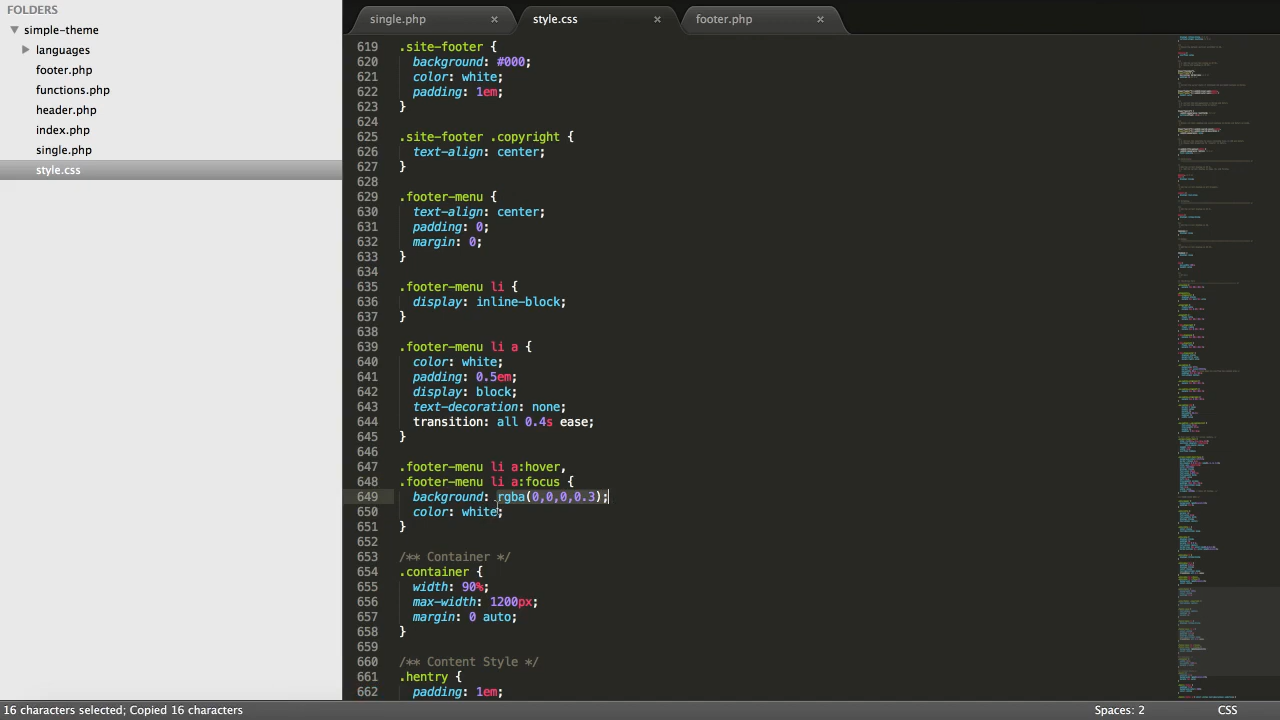 FOLDERS
simple-theme
languages
footer.php
functions.php
header.php
index.php
single.php
style.css
single.php × style.css × footer.php ×
619 .site-footer {
620 background: #000;
621 color: white;
622 padding: 1em;
623 }
624
625 .site-footer .copyright {
626 text-align: center;
627 }
628
629 .footer-menu {
630 text-align: center;
631 padding: 0;
632 margin: 0;
633 }
634
635 .footer-menu li {
636 display: inline-block;
637 }
638
639 .footer-menu li a {
640 color: white;
641 padding: 0.5em;
642 display: block;
643 text-decoration: none;
644 transition: all 0.4s ease;
645 }
646
647 .footer-menu li a:hover,
648 .footer-menu li a:focus {
649 background: rgba(0,0,0,0.3);
650 color: white;
651 }
652
653 /** Container */
654 .container {
655 width: 90%;
656 max-width: 1200px;
657 margin: 0 auto;
658 }
659
660 /** Content Style */
661 .hentry {
662 padding: 1em;
16 characters selected; Copied 16 characters Spaces: 2 CSS